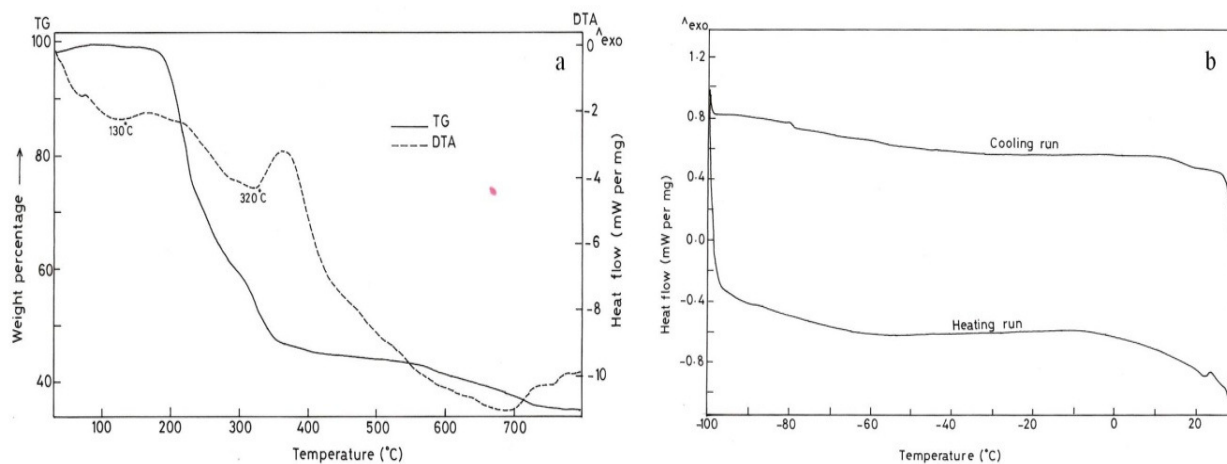 TG
DTA
^exo
100
80
60
40
Weight percentage
a
TG
DTA
130°C
320°C
0
-2
-4
-6
-8
-10
Heat flow (mW per mg)
100 200 300 400 500 600 700
Temperature (°C)
^exo
b
1.2
0.8
0.4
0.0
-0.4
-0.8
Heat flow (mW per mg)
Cooling run
Heating run
-100 -80 -60 -40 -20 0 20
Temperature (°C)